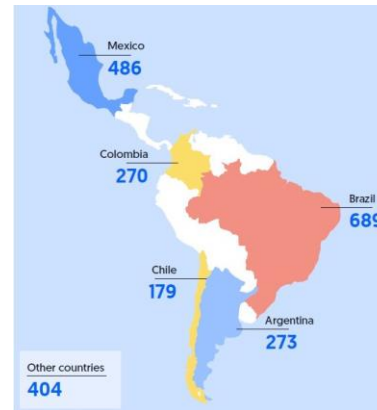 Mexico
486
Colombia
270
Brazil
689
Chile
179
Argentina
273
Other countries
404